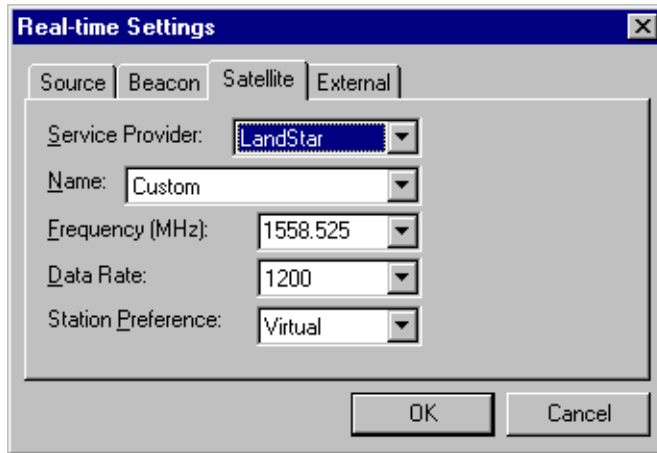 Real-time Settings
Source Beacon Satellite External
Service Provider: LandStar
Name: Custom
Frequency (MHz): 1558.525
Data Rate: 1200
Station Preference: Virtual
OK Cancel